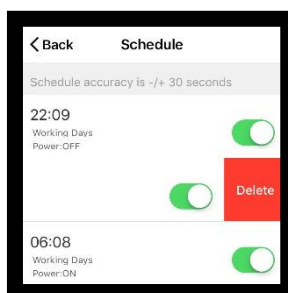 Back Schedule
Schedule accuracy is -/+ 30 seconds
22:09
Working Days
Power:OFF
Delete
06:08
Working Days
Power:ON